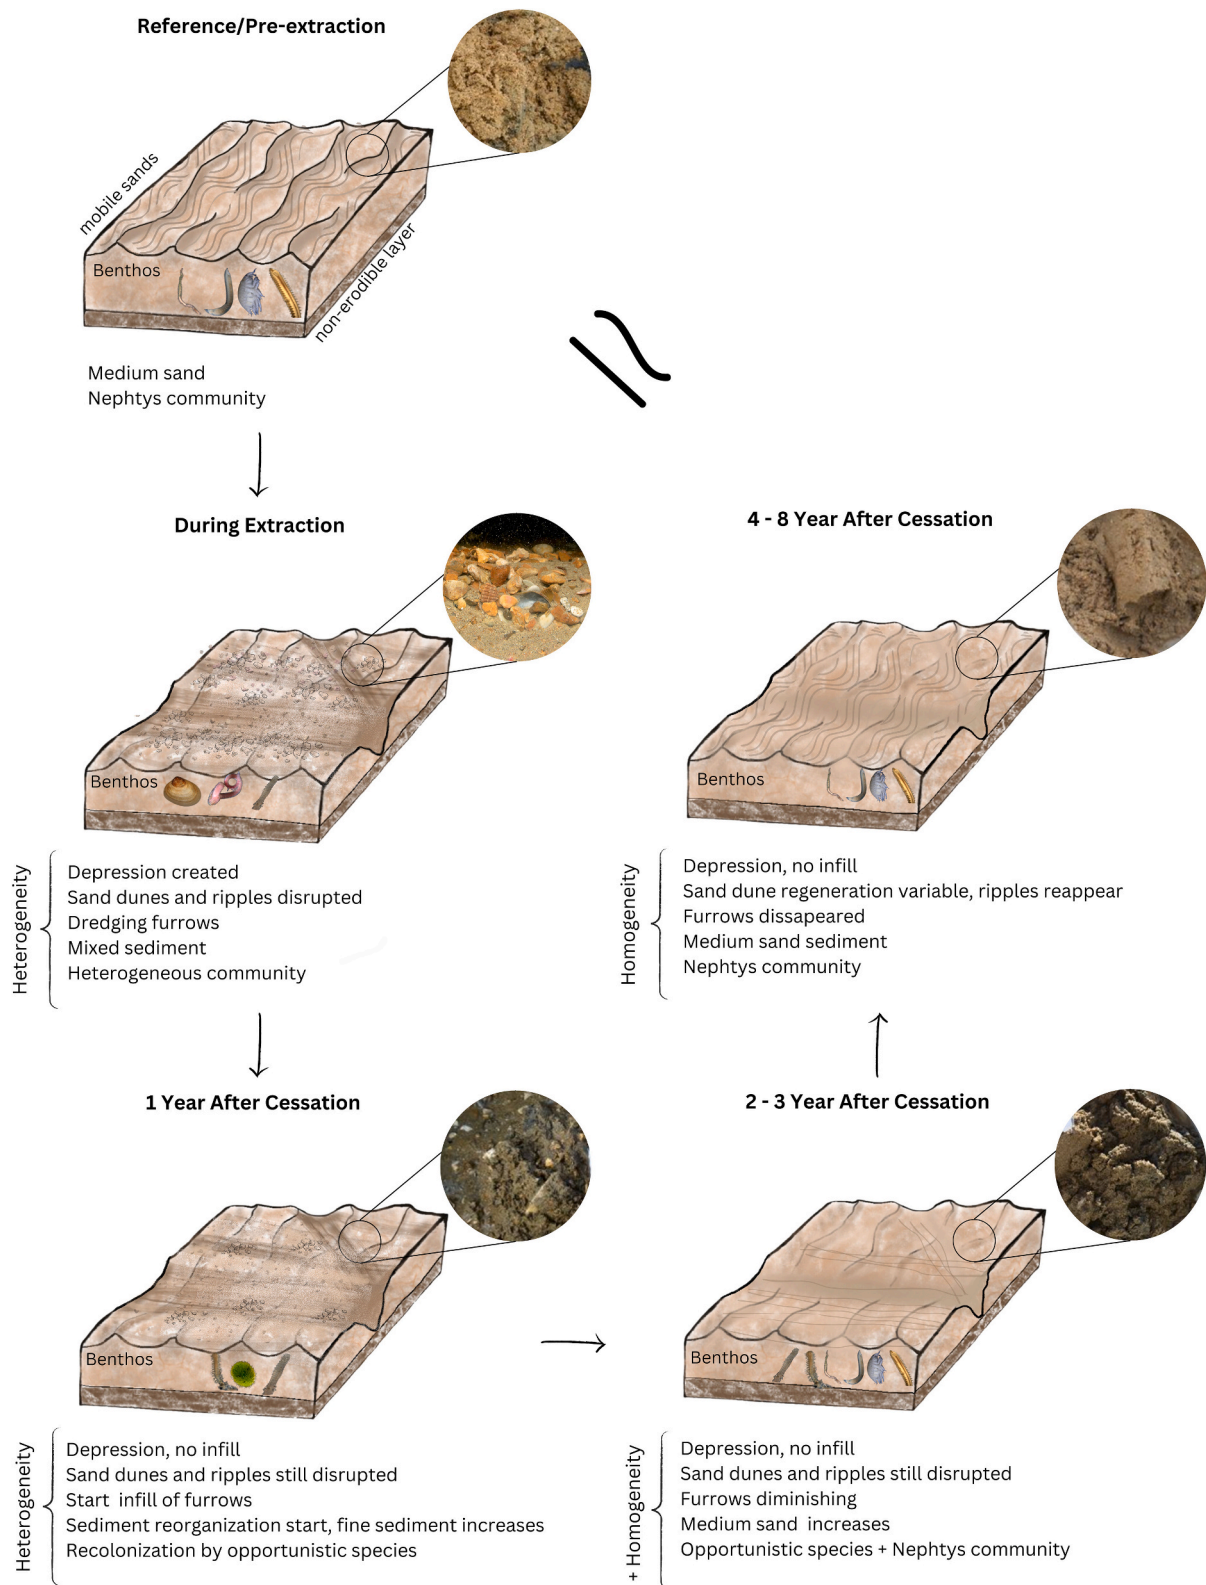 Reference/Pre-extraction
mobile sands
Benthos
non-erodible layer
Medium sand
Nephtys community
During Extraction
Benthos
Heterogeneity
Depression created
Sand dunes and ripples disrupted
Dredging furrows
Mixed sediment
Heterogeneous community
1 Year After Cessation
Benthos
Heterogeneity
Depression, no infill
Sand dunes and ripples still disrupted
Start infill of furrows
Sediment reorganization start, fine sediment increases
Recolonization by opportunistic species
2 - 3 Year After Cessation
Benthos
+ Homogeneity
Depression, no infill
Sand dunes and ripples still disrupted
Furrows diminishing
Medium sand increases
Opportunistic species + Nephtys community
4 - 8 Year After Cessation
Benthos
Homogeneity
Depression, no infill
Sand dune regeneration variable, ripples reappear
Furrows dissapeared
Medium sand sediment
Nephtys community